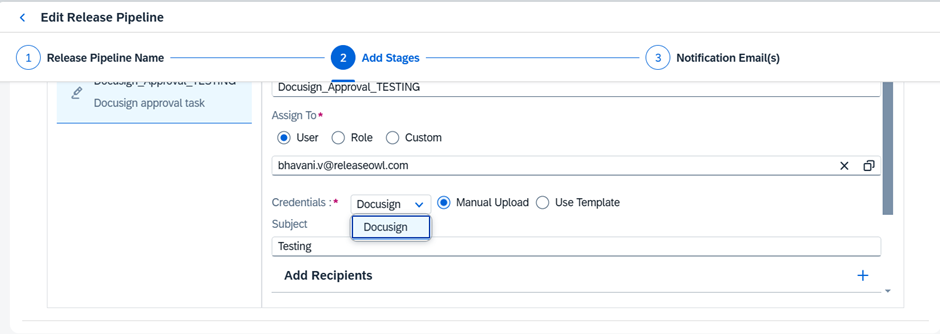 Edit Release Pipeline
1 Release Pipeline Name 2 Add Stages 3 Notification Email(s)
Docusign_Approval_TESTING
Docusign approval task
Docusign_Approval_TESTING
Assign To*
User Role Custom
bhavani.v@releaseowl.com
Credentials :* Docusign Manual Upload Use Template
Docusign
Subject
Testing
Add Recipients